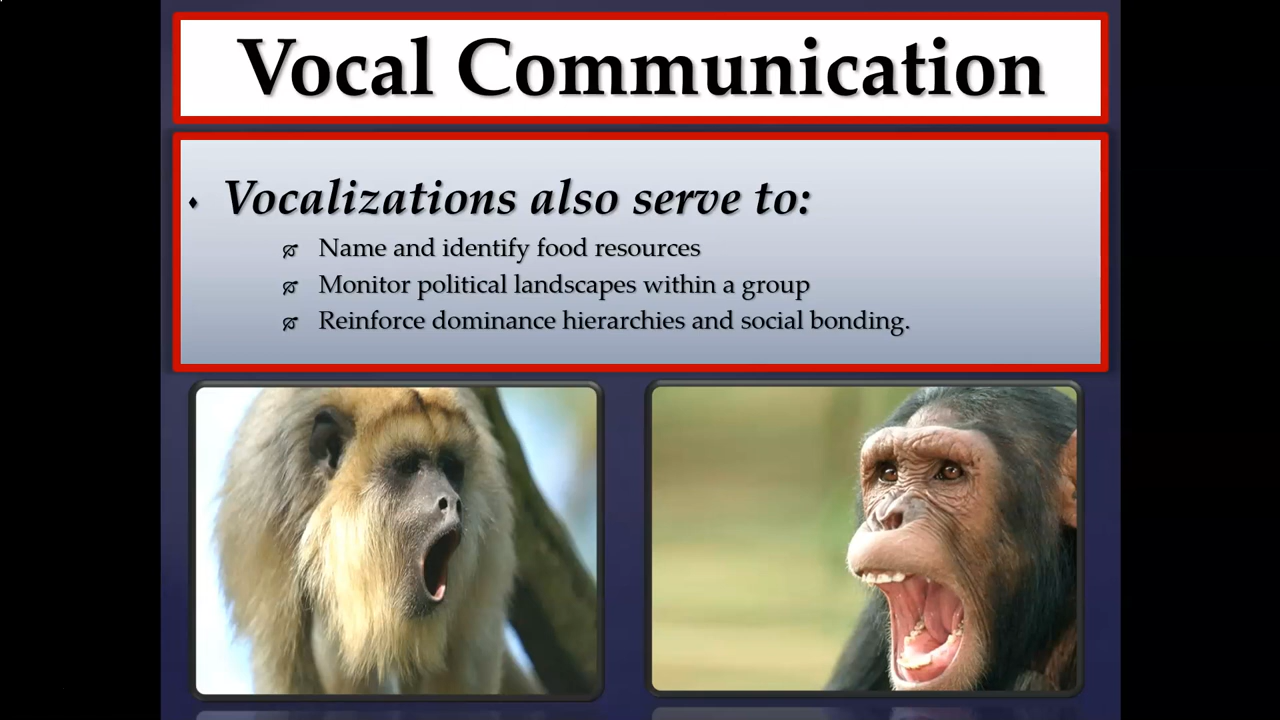 Vocal Communication
Vocalizations also serve to:
Name and identify food resources
Monitor political landscapes within a group
Reinforce dominance hierarchies and social bonding.